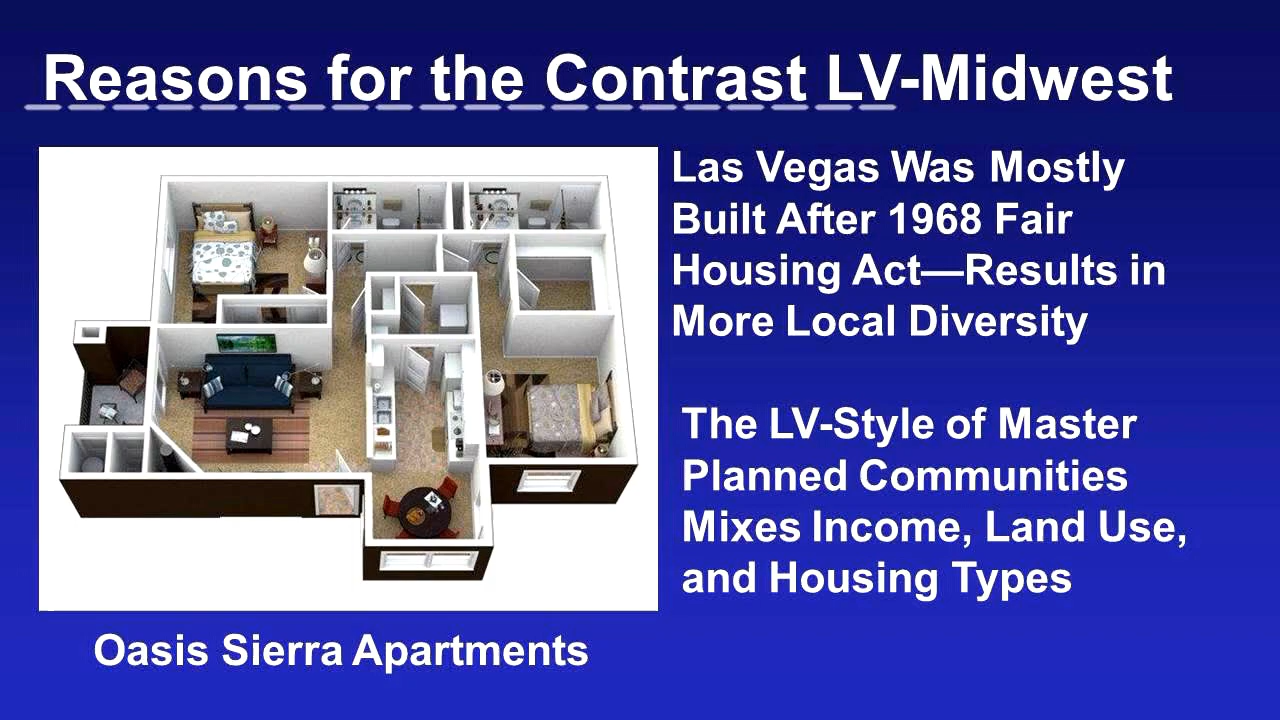 Reasons for the Contrast LV-Midwest
Las Vegas Was Mostly
Built After 1968 Fair
Housing Act—Results in
More Local Diversity
The LV-Style of Master
Planned Communities
Mixes Income, Land Use,
and Housing Types
Oasis Sierra Apartments